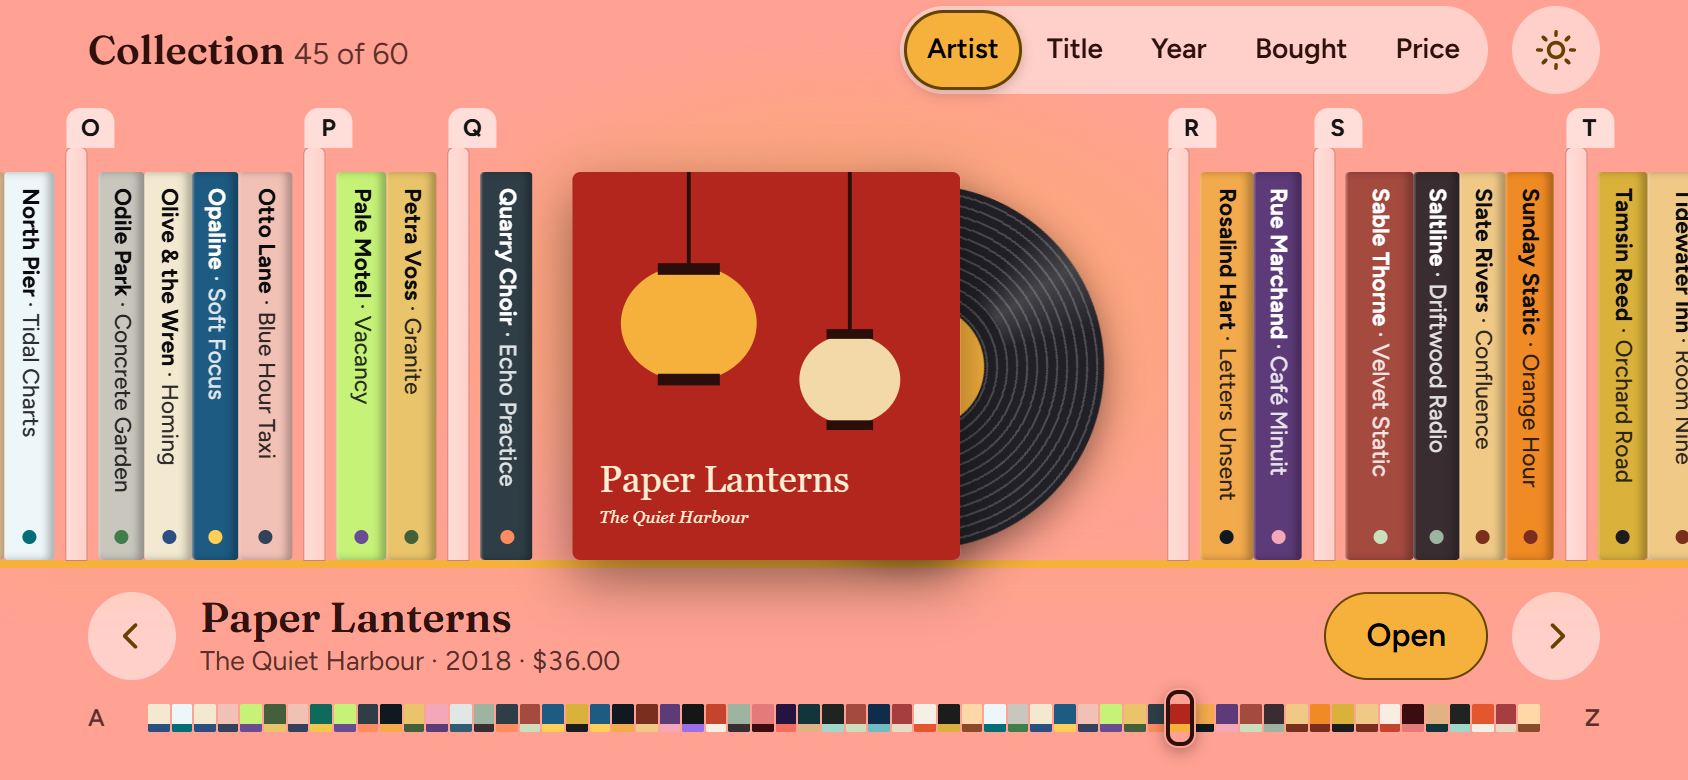 Collection 45 of 60
Artist Title Year Bought Price
O
P
Q
R
S
T
North Pier · Tidal Charts
Odile Park · Concrete Garden
Olive & the Wren · Homing
Opaline · Soft Focus
Otto Lane · Blue Hour Taxi
Pale Motel · Vacancy
Petra Voss · Granite
Quarry Choir · Echo Practice
Paper Lanterns
The Quiet Harbour
Rosalind Hart · Letters Unsent
Rue Marchand · Café Minuit
Sable Thorne · Velvet Static
Saltline · Driftwood Radio
Slate Rivers · Confluence
Sunday Static · Orange Hour
Tamsin Reed · Orchard Road
Tidewater Inn · Room Nine
Paper Lanterns
The Quiet Harbour · 2018 · $36.00
Open
A
Z